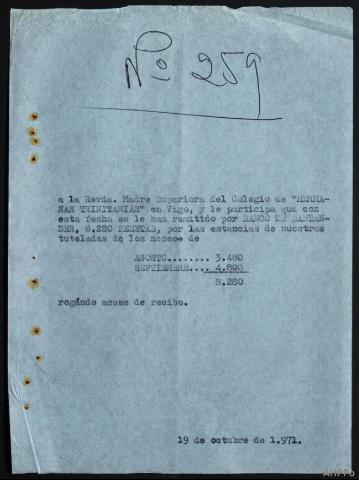 Nº 259
a la Revda. Madre Superiora del Colegio de "HERMA-
NAS TRINITARIAS" en Vigo, y le participa que con
esta fecha se le han remitido por BANCO DE SANTAN-
DER, 8.280 PESETAS, por las estancias de nuestras
tuteladas de los meses de
AGOSTO........ 3.480
SEPTIEMBRE.... 4.800
8.280
rogándo acuse de recibo.
19 de octubre de 1.971.